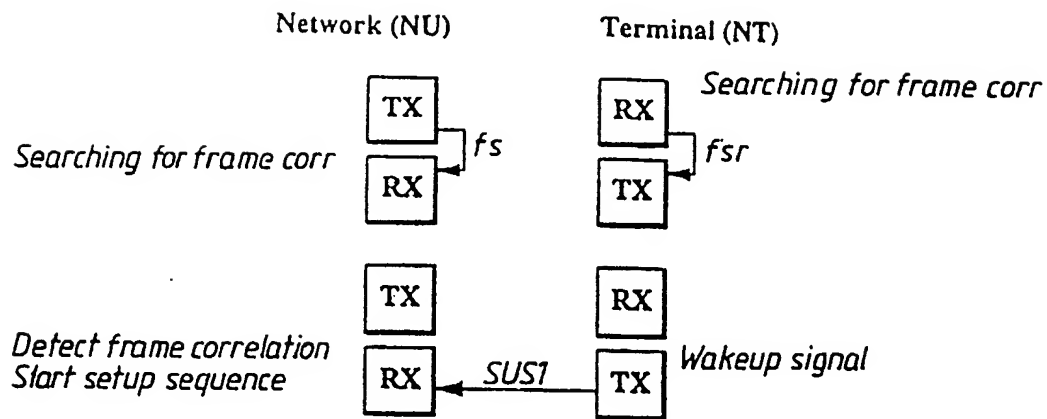 Network (NU)
Terminal (NT)
Searching for frame corr
TX
RX
fs
fsr
Searching for frame corr
RX
TX
TX
RX
Detect frame correlation
Start setup sequence
RX
SUS1
TX
Wakeup signal